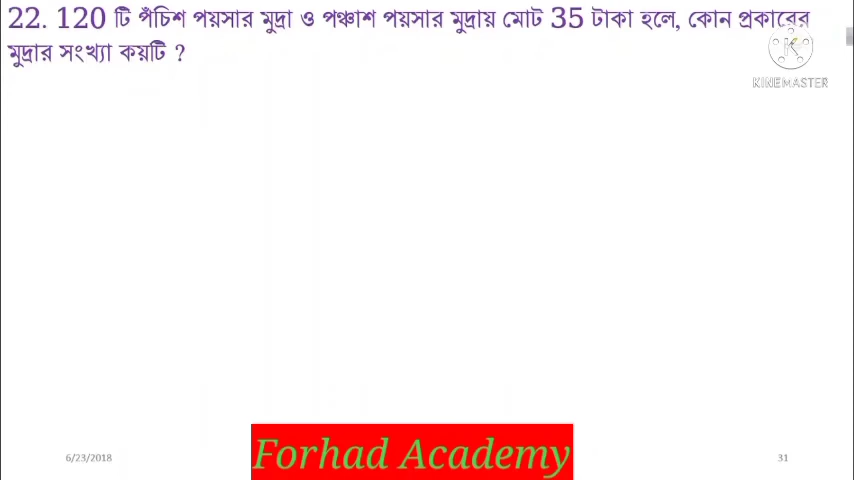 22. 120 টি পঁচিশ পয়সার মুদ্রা ও পঞ্চাশ পয়সার মুদ্রায় মোট 35 টাকা হলে, কোন প্রকারের
মুদ্রার সংখ্যা কয়টি ?
K
KINEMASTER
6/23/2018
Forhad Academy
31